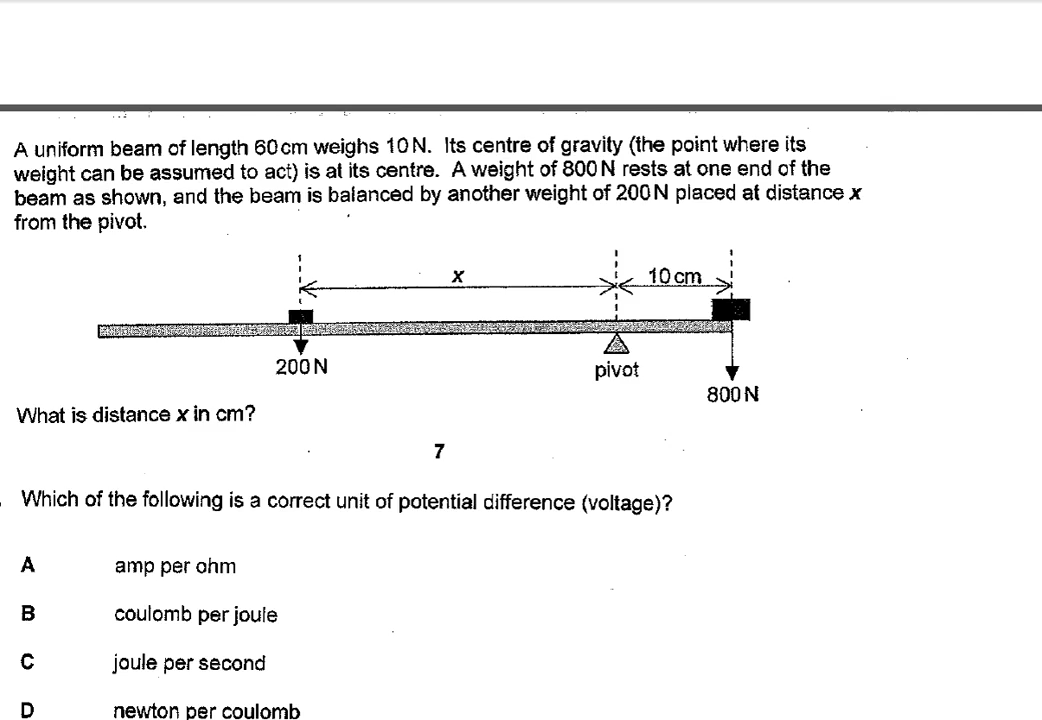 A uniform beam of length 60 cm weighs 10 N. Its centre of gravity (the point where its
weight can be assumed to act) is at its centre. A weight of 800 N rests at one end of the
beam as shown, and the beam is balanced by another weight of 200 N placed at distance x
from the pivot.
x
10 cm
200 N
pivot
800 N
What is distance x in cm?
7
Which of the following is a correct unit of potential difference (voltage)?
A amp per ohm
B coulomb per joule
C joule per second
D newton per coulomb